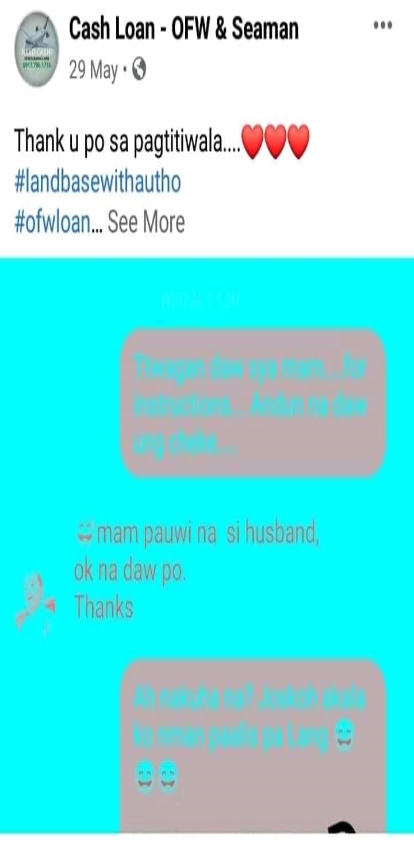 Cash Loan - OFW & Seaman
29 May
Thank u po sa pagtitiwala....❤❤❤
#landbasewithautho
#ofwloan... See More
Tiwagan daw sya mam....for
instructions... Andun na daw
ung cheke...
😅mam pauwi na si husband,
ok na daw po.
Thanks
Ah nakuha na? Joskoh akala
ko nman paalis pa Lang 😅
😅😅